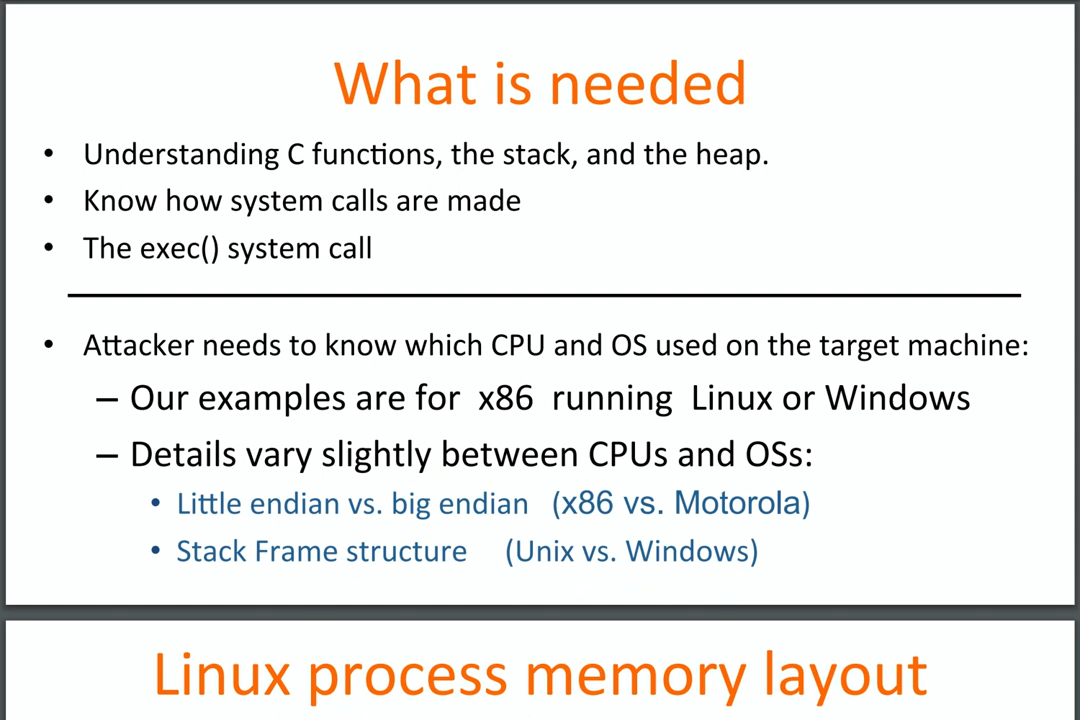 What is needed
• Understanding C functions, the stack, and the heap.
• Know how system calls are made
• The exec() system call
• Attacker needs to know which CPU and OS used on the target machine:
– Our examples are for x86 running Linux or Windows
– Details vary slightly between CPUs and OSs:
• Little endian vs. big endian (x86 vs. Motorola)
• Stack Frame structure (Unix vs. Windows)
Linux process memory layout